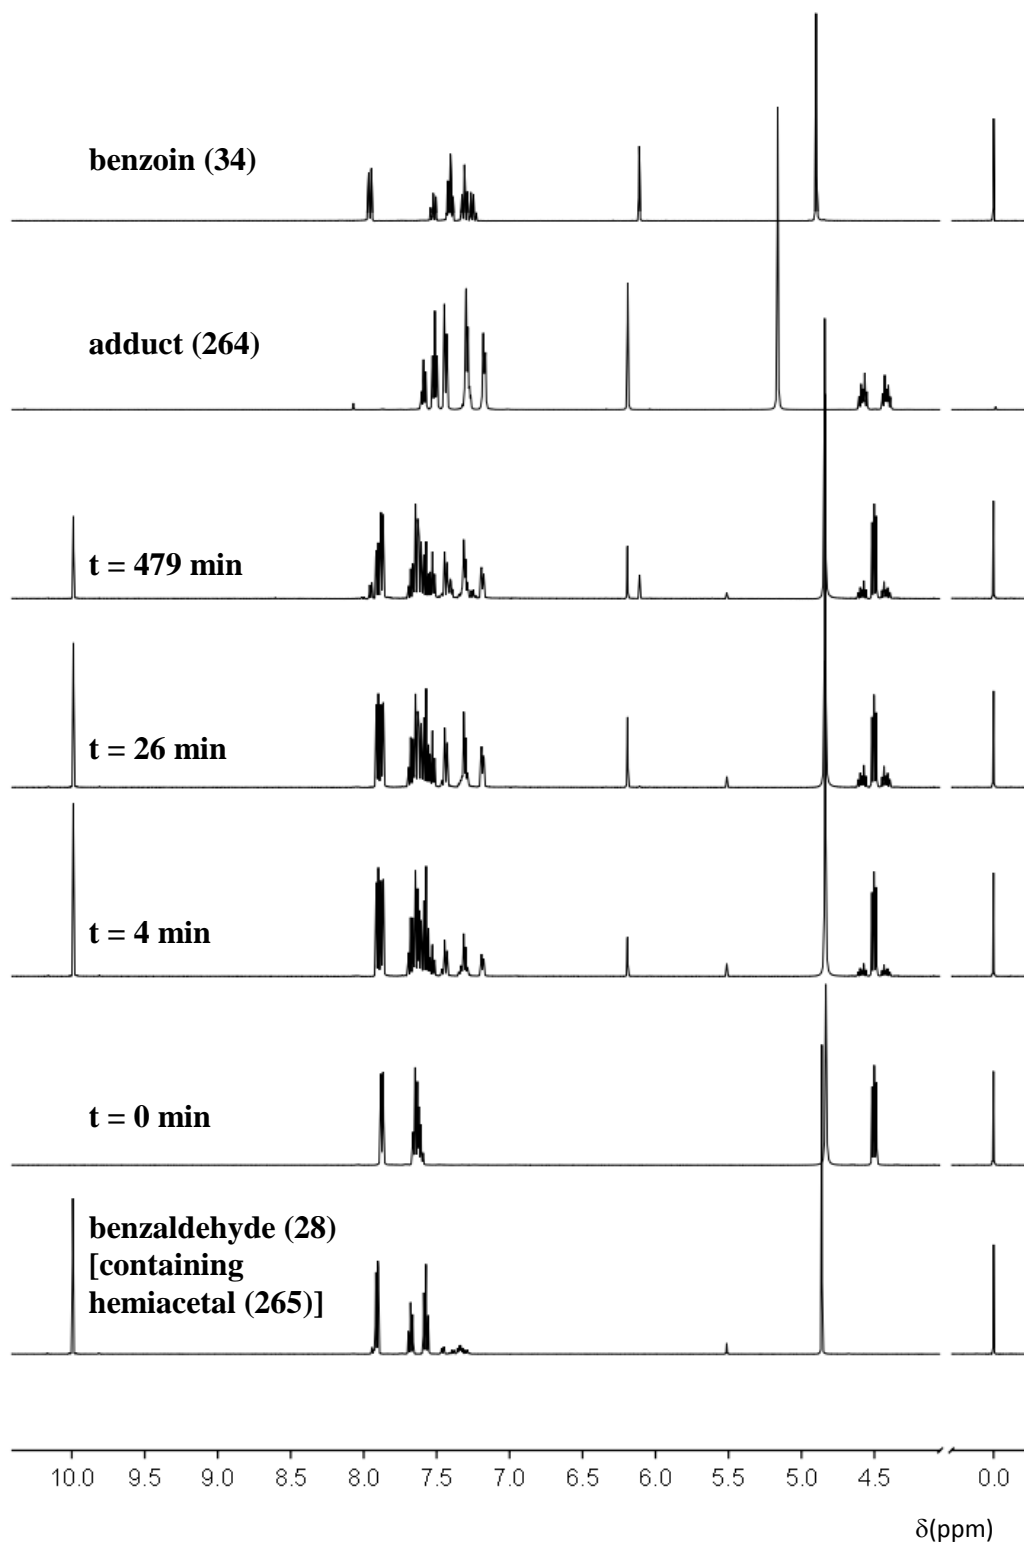 benzoin (34)
adduct (264)
t = 479 min
t = 26 min
t = 4 min
t = 0 min
benzaldehyde (28)
[containing
hemiacetal (265)]
10.0 9.5 9.0 8.5 8.0 7.5 7.0 6.5 6.0 5.5 5.0 4.5 0.0
δ(ppm)